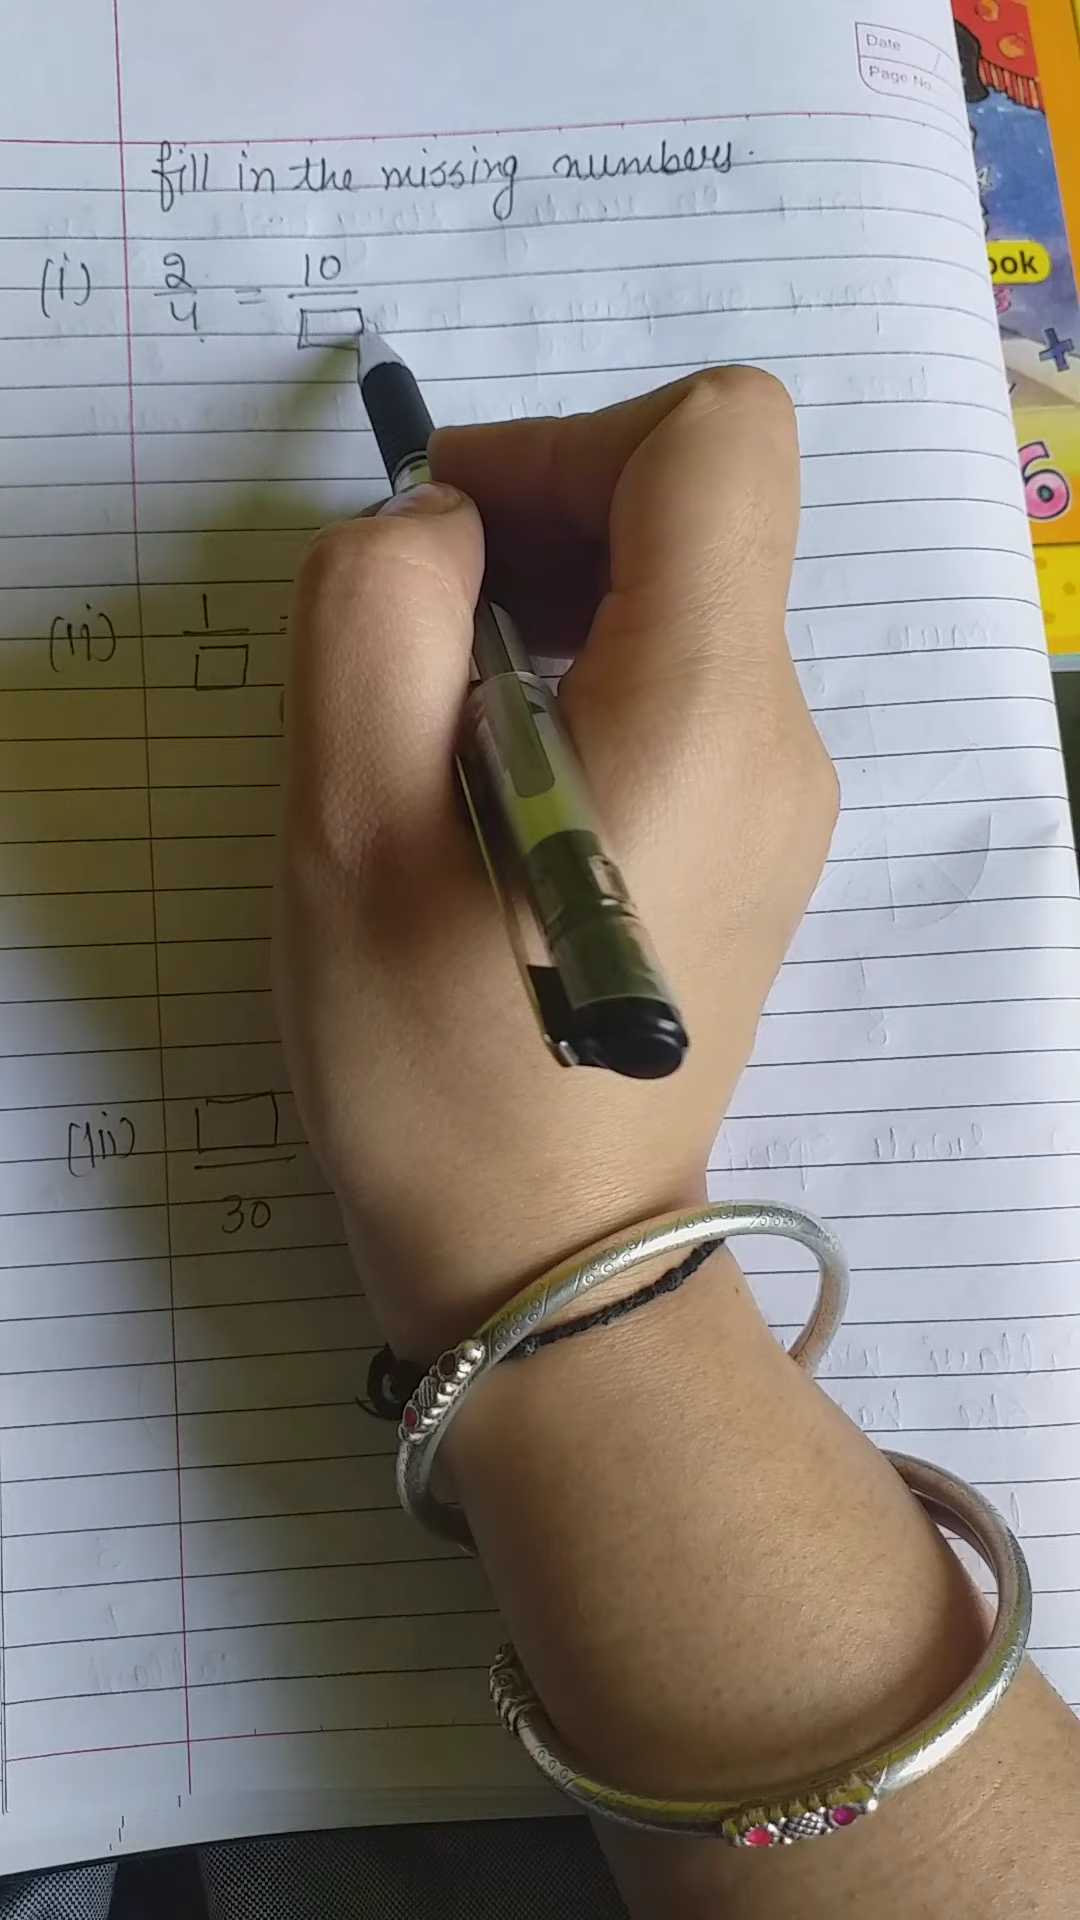 Date
Page No.
fill in the missing numbers.
(i) 2/4 = 10/□
ook
6
(ii) 1/□ =
(iii) □/30